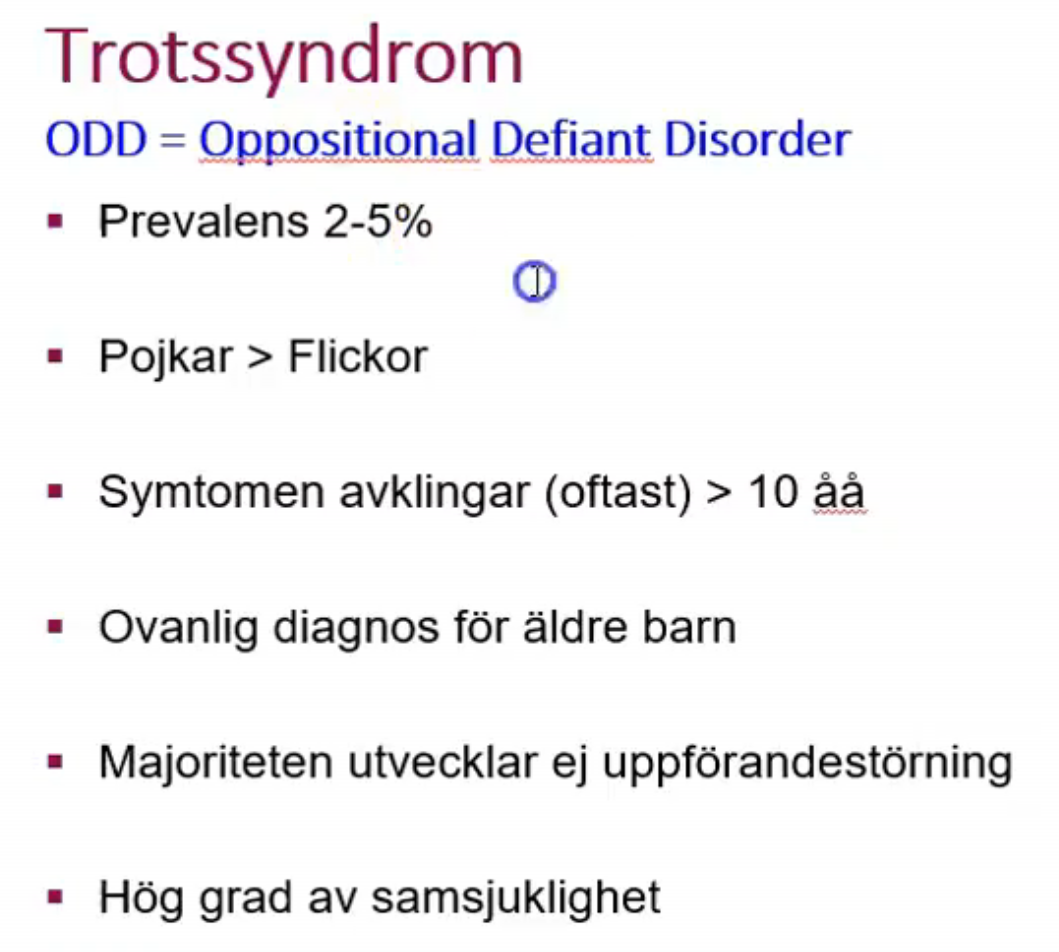 Trotssyndrom
ODD = Oppositional Defiant Disorder
▪ Prevalens 2-5%
▪ Pojkar > Flickor
▪ Symtomen avklingar (oftast) > 10 åå
▪ Ovanlig diagnos för äldre barn
▪ Majoriteten utvecklar ej uppförandestörning
▪ Hög grad av samsjuklighet